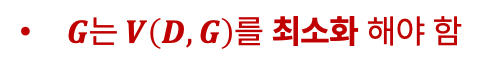 • G는 V(D, G)를 최소화 해야 함